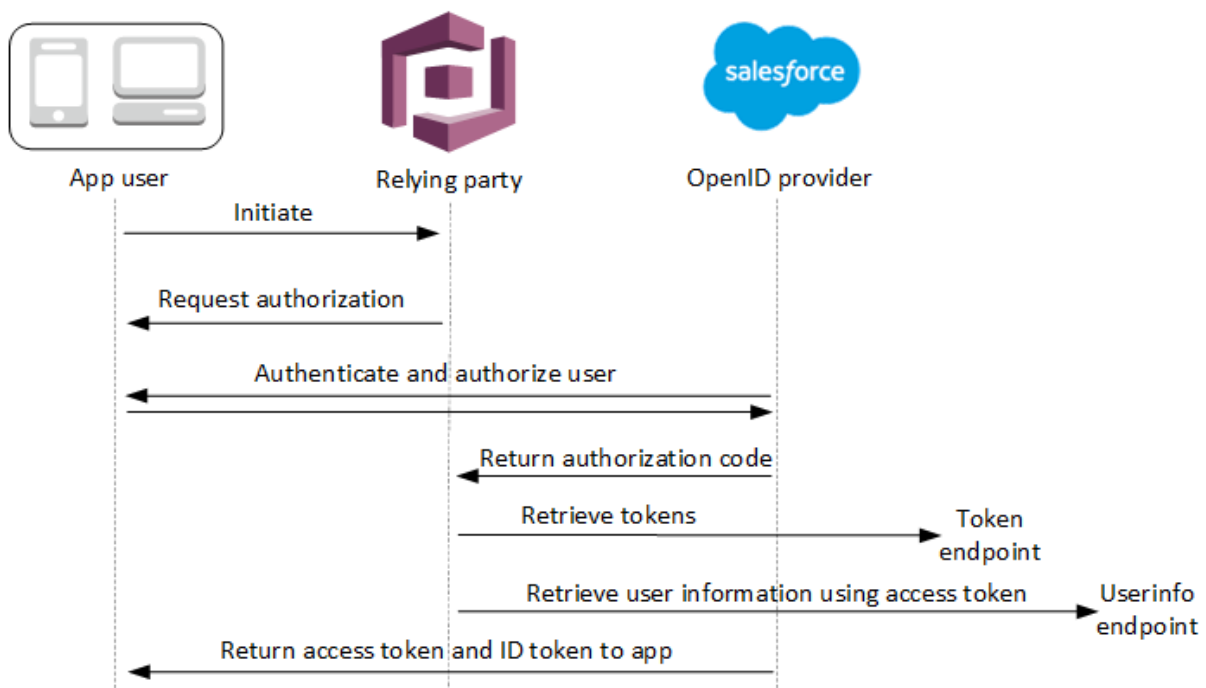 salesforce
App user
Relying party
OpenID provider
Initiate
Request authorization
Authenticate and authorize user
Return authorization code
Retrieve tokens
Token
endpoint
Retrieve user information using access token
Userinfo
endpoint
Return access token and ID token to app